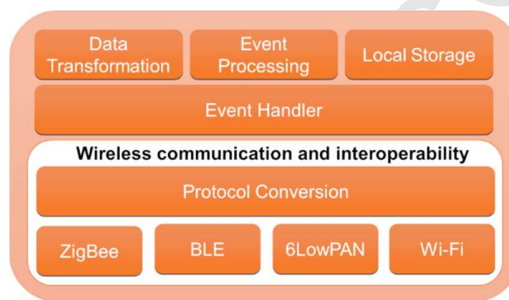 Data
Transformation
Event
Processing
Local Storage
Event Handler
Wireless communication and interoperability
Protocol Conversion
ZigBee
BLE
6LowPAN
Wi-Fi